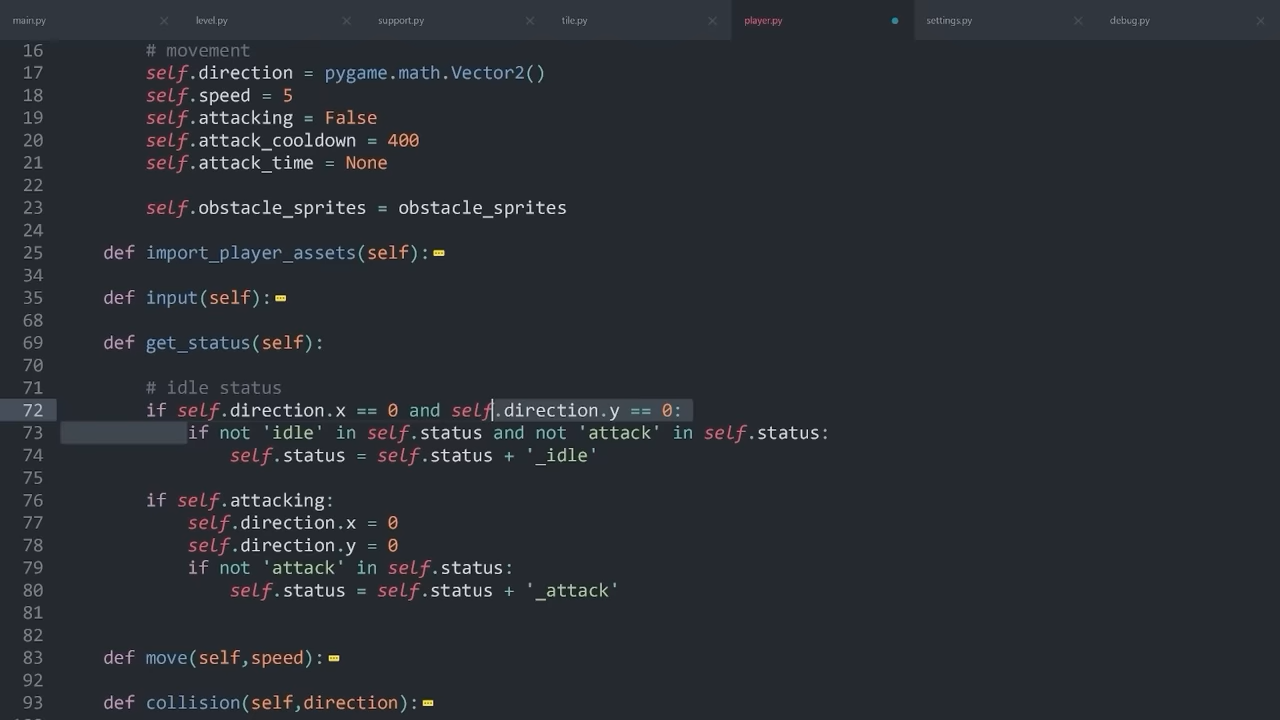 main.py level.py support.py tile.py player.py settings.py debug.py
16 # movement
17 self.direction = pygame.math.Vector2()
18 self.speed = 5
19 self.attacking = False
20 self.attack_cooldown = 400
21 self.attack_time = None
22
23 self.obstacle_sprites = obstacle_sprites
24
25 def import_player_assets(self):
34
35 def input(self):
68
69 def get_status(self):
70
71 # idle status
72 if self.direction.x == 0 and self.direction.y == 0:
73 if not 'idle' in self.status and not 'attack' in self.status:
74 self.status = self.status + '_idle'
75
76 if self.attacking:
77 self.direction.x = 0
78 self.direction.y = 0
79 if not 'attack' in self.status:
80 self.status = self.status + '_attack'
81
82
83 def move(self,speed):
92
93 def collision(self,direction):